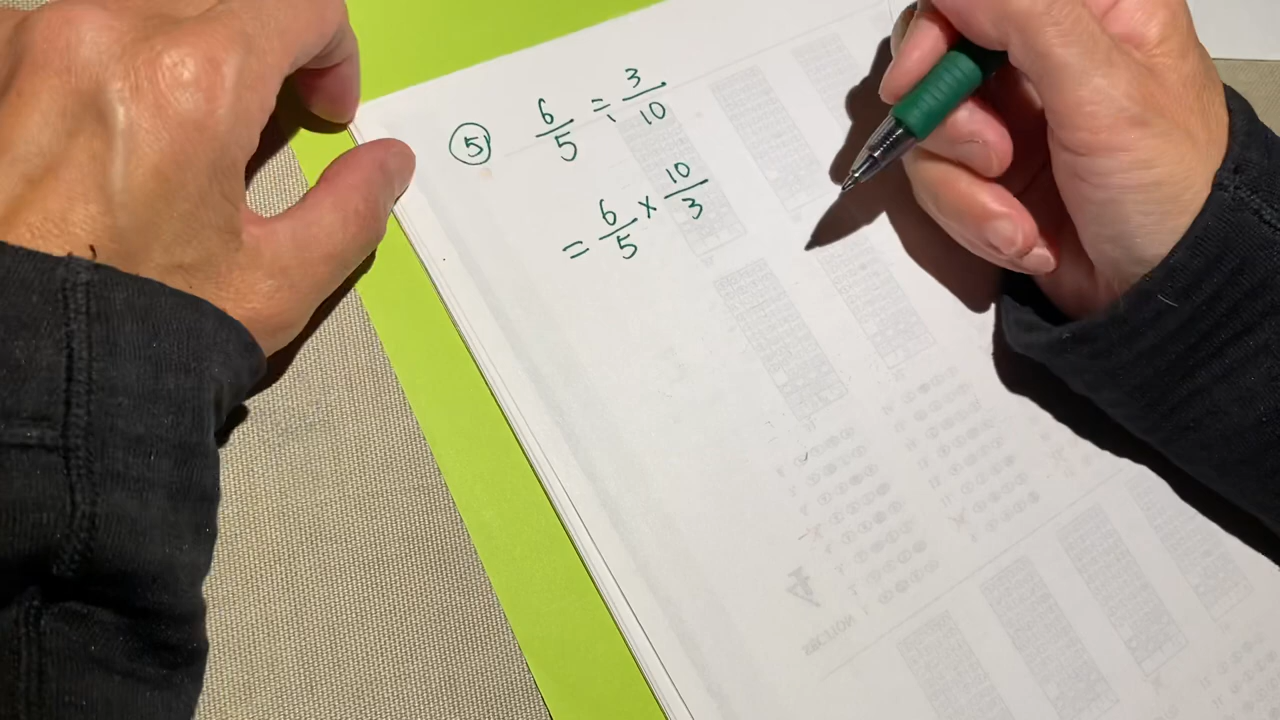 ⑤ 6/5 ÷ 3/10
= 6/5 × 10/3